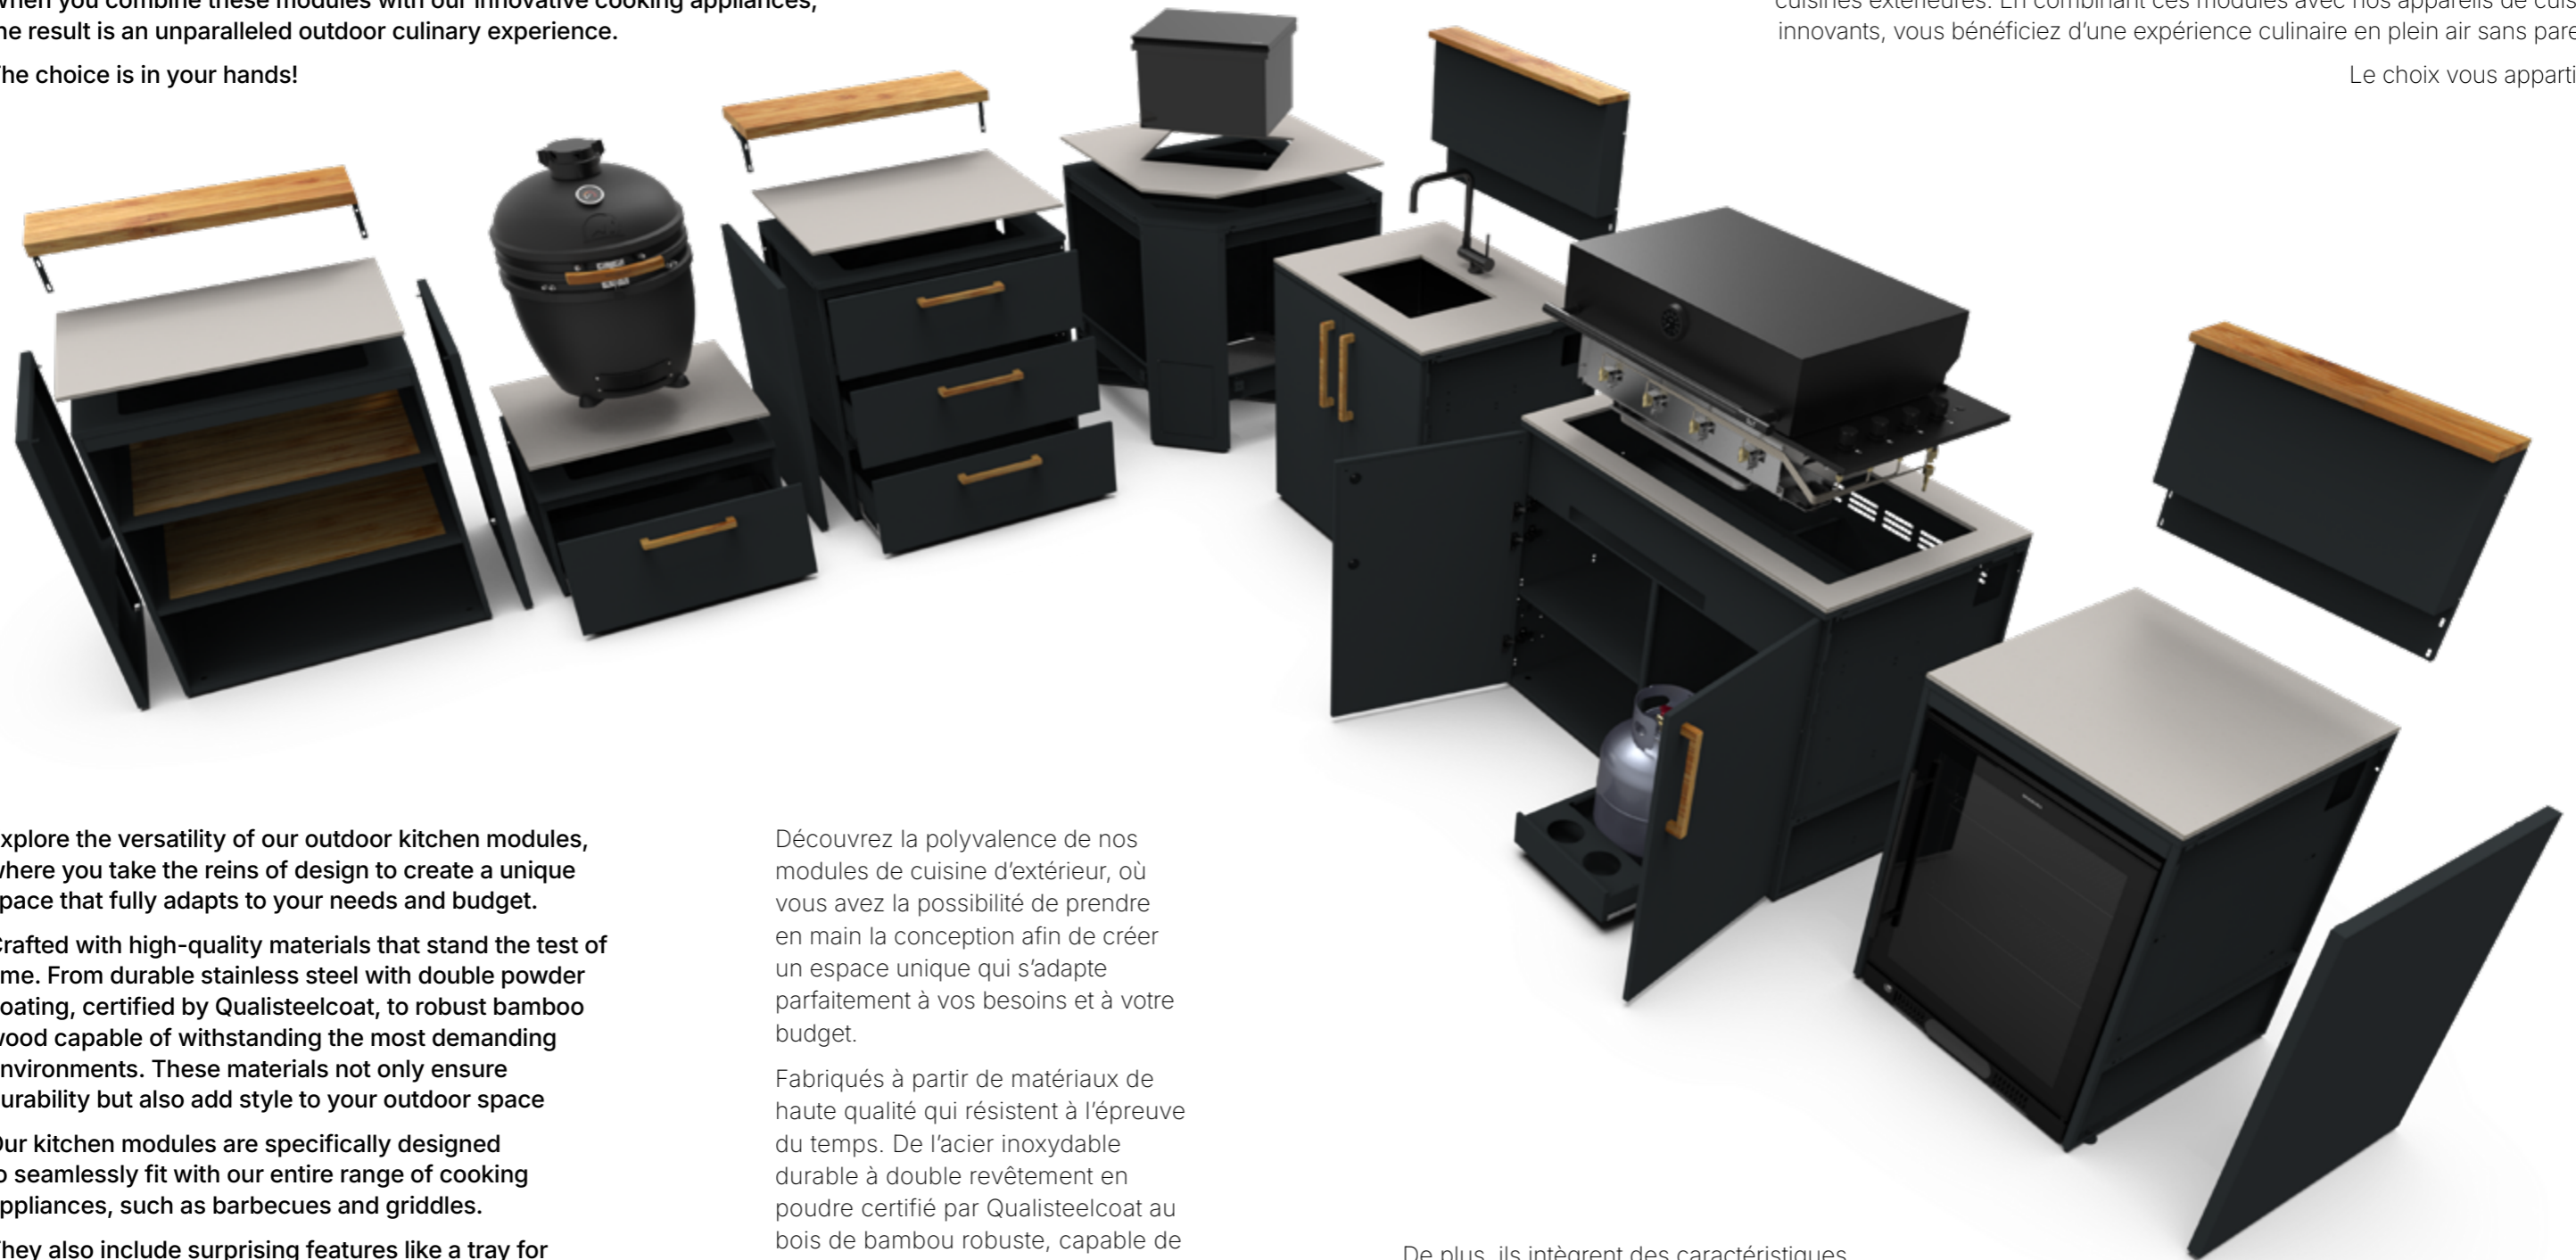 When you combine these modules with our innovative cooking appliances,
he result is an unparalleled outdoor culinary experience.
he choice is in your hands!
cuisines extérieures. En combinant ces modules avec nos appareils de cuis
innovants, vous bénéficiez d’une expérience culinaire en plein air sans pare
Le choix vous apparti
xplore the versatility of our outdoor kitchen modules,
where you take the reins of design to create a unique
pace that fully adapts to your needs and budget.
Crafted with high-quality materials that stand the test of
me. From durable stainless steel with double powder
oating, certified by Qualisteelcoat, to robust bamboo
wood capable of withstanding the most demanding
nvironments. These materials not only ensure
urability but also add style to your outdoor space
Our kitchen modules are specifically designed
o seamlessly fit with our entire range of cooking
ppliances, such as barbecues and griddles.
hey also include surprising features like a tray for
Découvrez la polyvalence de nos
modules de cuisine d’extérieur, où
vous avez la possibilité de prendre
en main la conception afin de créer
un espace unique qui s’adapte
parfaitement à vos besoins et à votre
budget.
Fabriqués à partir de matériaux de
haute qualité qui résistent à l’épreuve
du temps. De l’acier inoxydable
durable à double revêtement en
poudre certifié par Qualisteelcoat au
bois de bambou robuste, capable de
De plus, ils intègrent des caractéristiques